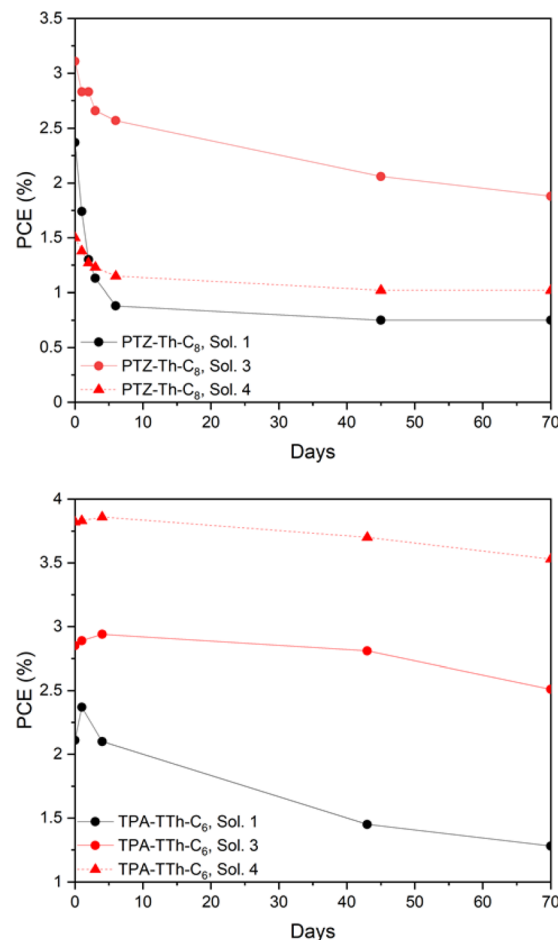 3.5
3
2.5
2
1.5
1
0.5
0
PCE (%)
PTZ-Th-C₈, Sol. 1
PTZ-Th-C₈, Sol. 3
PTZ-Th-C₈, Sol. 4
0 10 20 30 40 50 60 70
Days
4
3.5
3
2.5
2
1.5
1
PCE (%)
TPA-TTh-C₆, Sol. 1
TPA-TTh-C₆, Sol. 3
TPA-TTh-C₆, Sol. 4
0 10 20 30 40 50 60 70
Days